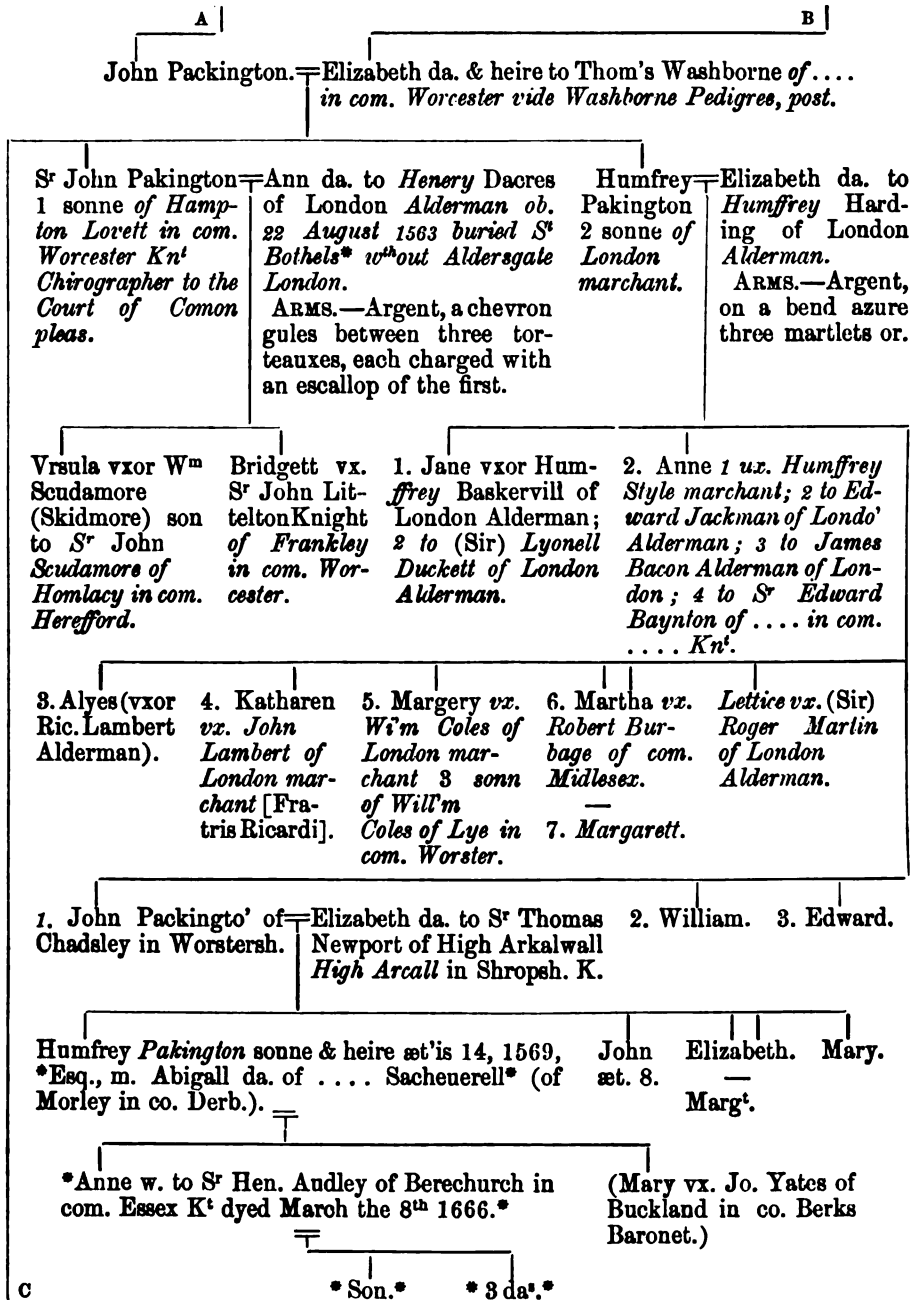 A B
John Packington. Elizabeth da. & heire to Thom's Washborne of ....
in com. Worcester vide Washborne Pedigree, post.
Sr John Pakington
1 sonne of Hamp-
ton Lovett in com.
Worcester Knt
Chirographer to the
Court of Comon
pleas.
Ann da. to Henery Dacres
of London Alderman ob.
22 August 1563 buried St
Bothels* wthout Aldersgate
London.
ARMS.—Argent, a chevron
gules between three tor-
teauxes, each charged with
an escallop of the first.
Humfrey
Pakington
2 sonne of
London
marchant.
Elizabeth da. to
Humffrey Hard-
ing of London
Alderman.
ARMS.—Argent,
on a bend azure
three martlets or.
Vrsula vxor Wm
Scudamore
(Skidmore) son
to Sr John
Scudamore of
Homlacy in com.
Herefford.
Bridgett vx.
Sr John Lit-
telton Knight
of Frankley
in com. Wor-
cester.
1. Jane vxor Hum-
ffrey Baskervill of
London Alderman;
2 to (Sir) Lyonell
Duckett of London
Alderman.
2. Anne 1 ux. Humffrey
Style marchant; 2 to Ed-
ward Jackman of Londo'
Alderman; 3 to James
Bacon Alderman of Lon-
don; 4 to Sr Edward
Baynton of .... in com.
.... Knt.
3. Alyes (vxor
Ric. Lambert
Alderman).
4. Katharen
vx. John
Lambert of
London mar-
chant [Fra-
tris Ricardi].
5. Margery vx.
Wi'm Coles of
London mar-
chant 3 sonn
of Will'm
Coles of Lye in
com. Worster.
6. Martha vx.
Robert Bur-
bage of com.
Midlesex.
—
7. Margarett.
Lettice vx. (Sir)
Roger Martin
of London
Alderman.
1. John Packingto' of
Chadsley in Worstersh.
Elizabeth da. to Sr Thomas
Newport of High Arkalwall
High Arcall in Shropsh. K.
2. William. 3. Edward.
Humfrey Pakington sonne & heire æt'is 14, 1569,
*Esq., m. Abigall da. of .... Sacheuerell* (of
Morley in co. Derb.).
John
æt. 8.
Elizabeth.
—
Margt.
Mary.
*Anne w. to Sr Hen. Audley of Berechurch in
com. Essex Kt dyed March the 8th 1666.*
(Mary vx. Jo. Yates of
Buckland in co. Berks
Baronet.)
C * Son.* * 3 das.*